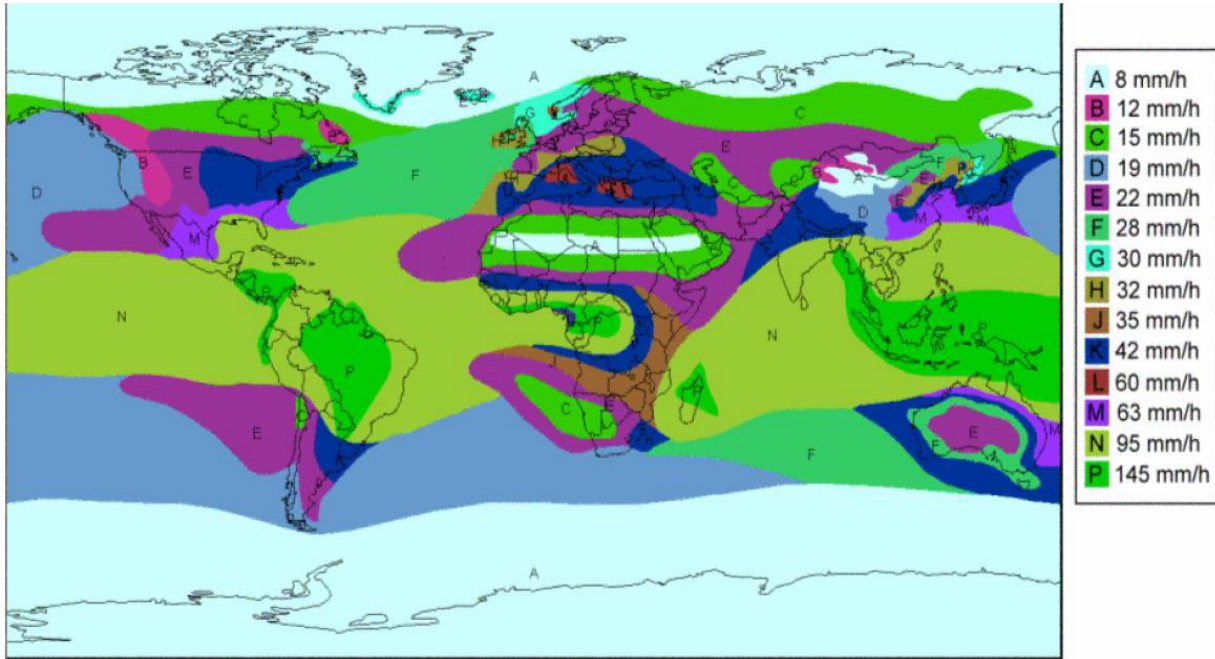 A 8 mm/h
B 12 mm/h
C 15 mm/h
D 19 mm/h
E 22 mm/h
F 28 mm/h
G 30 mm/h
H 32 mm/h
J 35 mm/h
K 42 mm/h
L 60 mm/h
M 63 mm/h
N 95 mm/h
P 145 mm/h
A
C
G
C
B
E
F
E
D
A
D
M
M
M
A
N
P
N
P
P
C
E
E
F
E
F
M
A